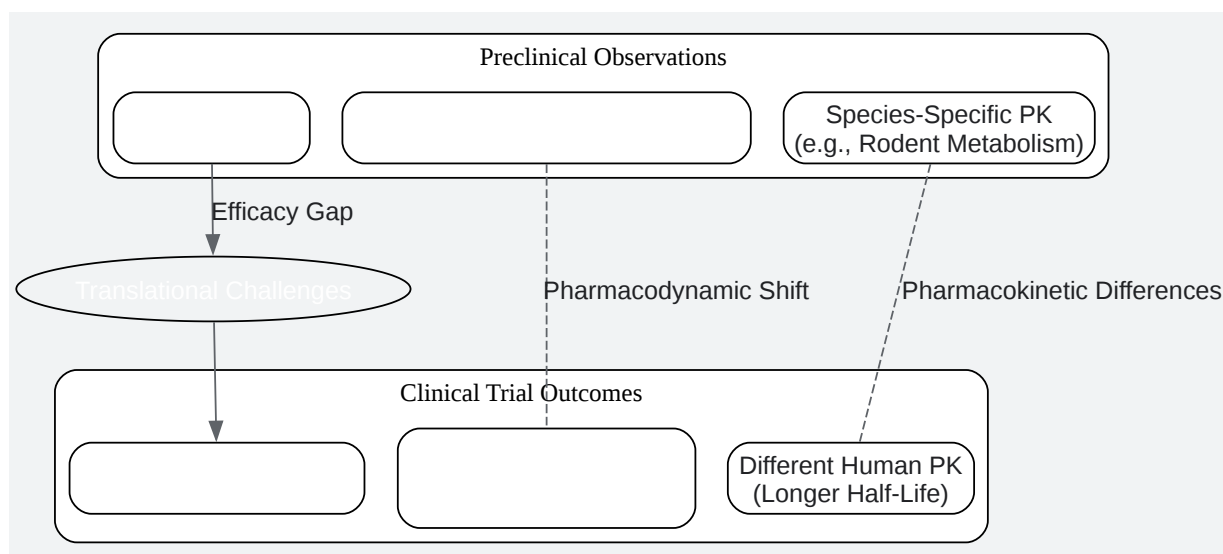 Preclinical Observations
Species-Specific PK
(e.g., Rodent Metabolism)
Efficacy Gap
Translational Challenges
Pharmacodynamic Shift
Pharmacokinetic Differences
Clinical Trial Outcomes
Different Human PK
(Longer Half-Life)